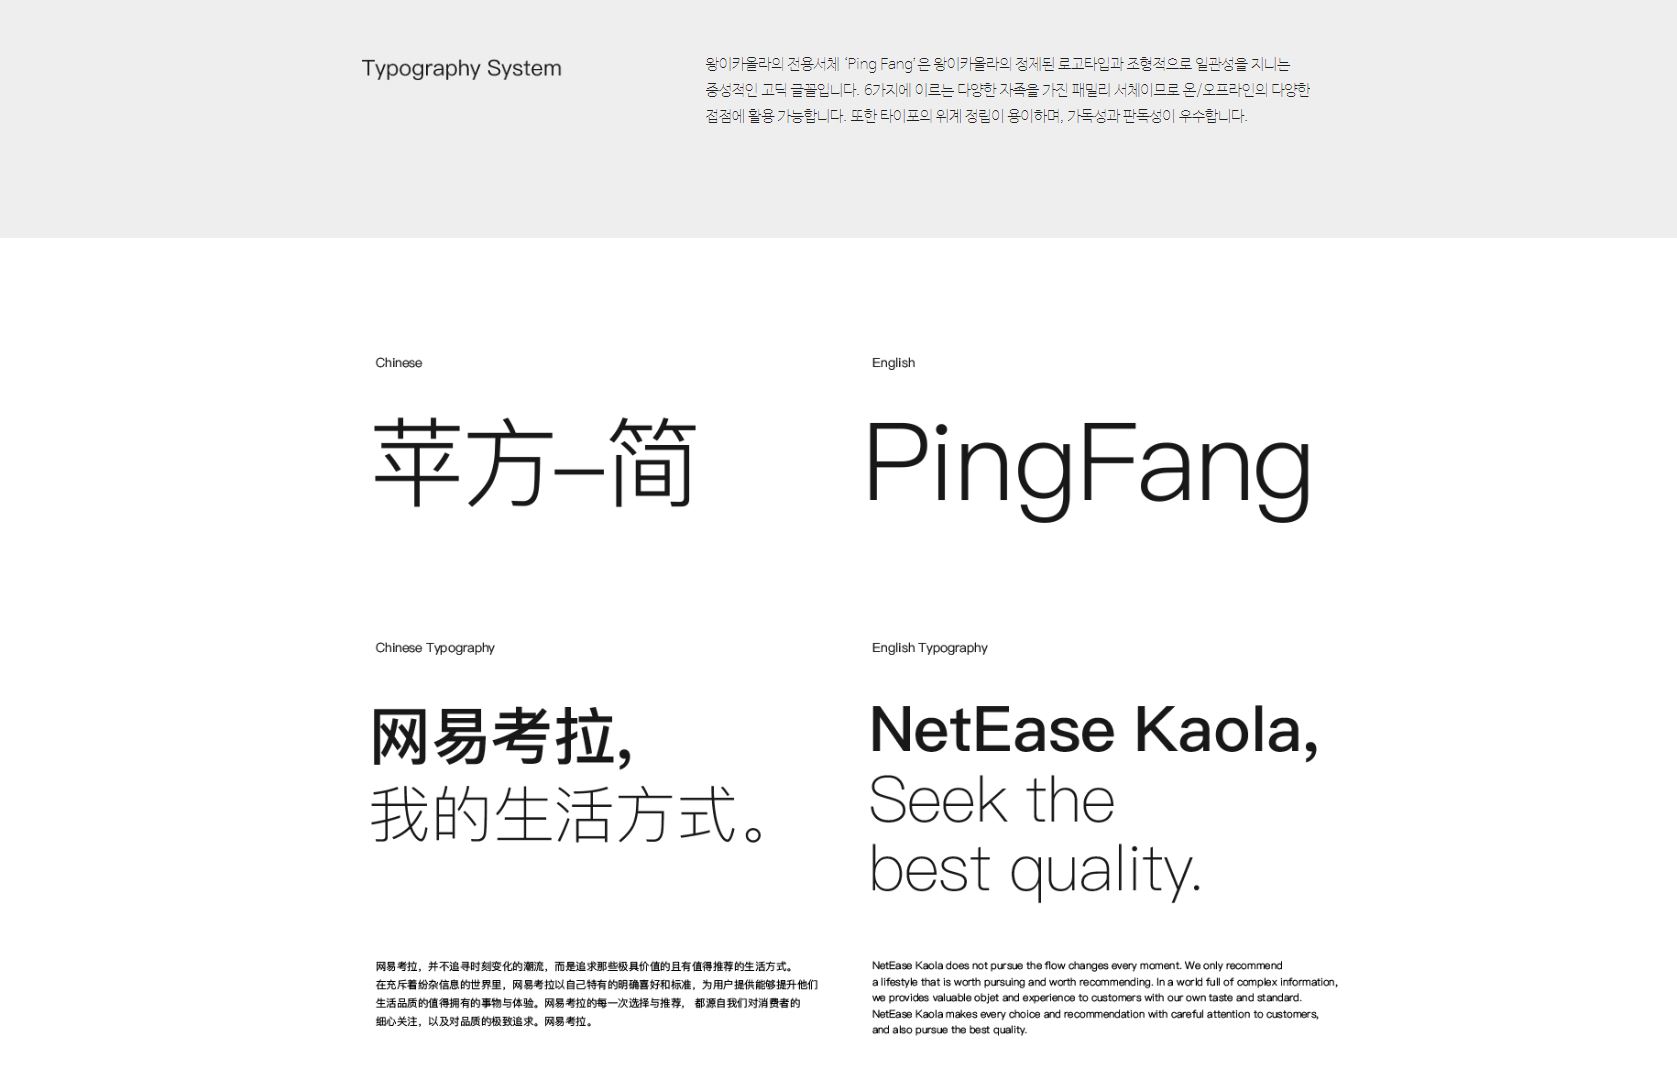 Typography System
왕이카올라의 전용서체 ‘Ping Fang’은 왕이카올라의 정제된 로고타입과 조형적으로 일관성을 지니는
중성적인 고딕 글꼴입니다. 6가지에 이르는 다양한 자족을 가진 패밀리 서체이므로 온/오프라인의 다양한
접점에 활용 가능합니다. 또한 타이포의 위계 정립이 용이하며, 가독성과 판독성이 우수합니다.
Chinese
苹方-简
English
PingFang
Chinese Typography
网易考拉,
我的生活方式。
English Typography
NetEase Kaola,
Seek the
best quality.
网易考拉，并不追寻时刻变化的潮流，而是追求那些极具价值的且有值得推荐的生活方式。
在充斥着纷杂信息的世界里，网易考拉以自己特有的明确喜好和标准，为用户提供能够提升他们
生活品质的值得拥有的事物与体验。网易考拉的每一次选择与推荐， 都源自我们对消费者的
细心关注，以及对品质的极致追求。网易考拉。
NetEase Kaola does not pursue the flow changes every moment. We only recommend
a lifestyle that is worth pursuing and worth recommending. In a world full of complex information,
we provides valuable objet and experience to customers with our own taste and standard.
NetEase Kaola makes every choice and recommendation with careful attention to customers,
and also pursue the best quality.